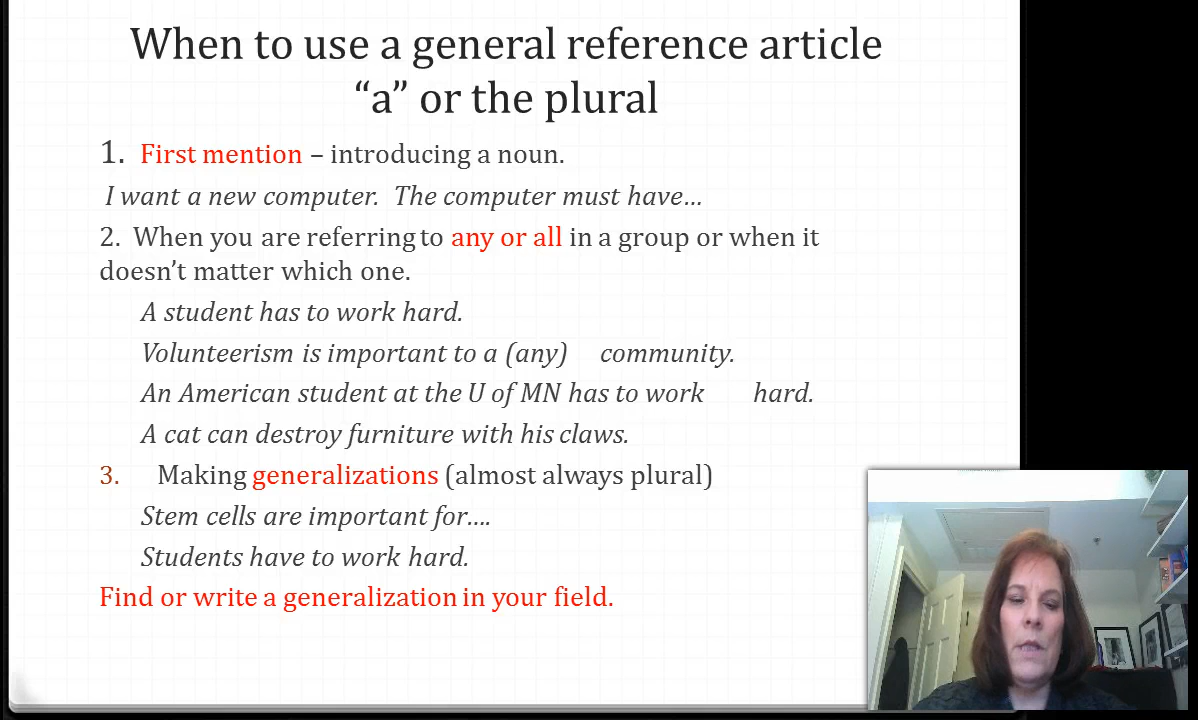 When to use a general reference article
“a” or the plural
1. First mention – introducing a noun.
I want a new computer. The computer must have…
2. When you are referring to any or all in a group or when it
doesn’t matter which one.
A student has to work hard.
Volunteerism is important to a (any) community.
An American student at the U of MN has to work hard.
A cat can destroy furniture with his claws.
3. Making generalizations (almost always plural)
Stem cells are important for….
Students have to work hard.
Find or write a generalization in your field.